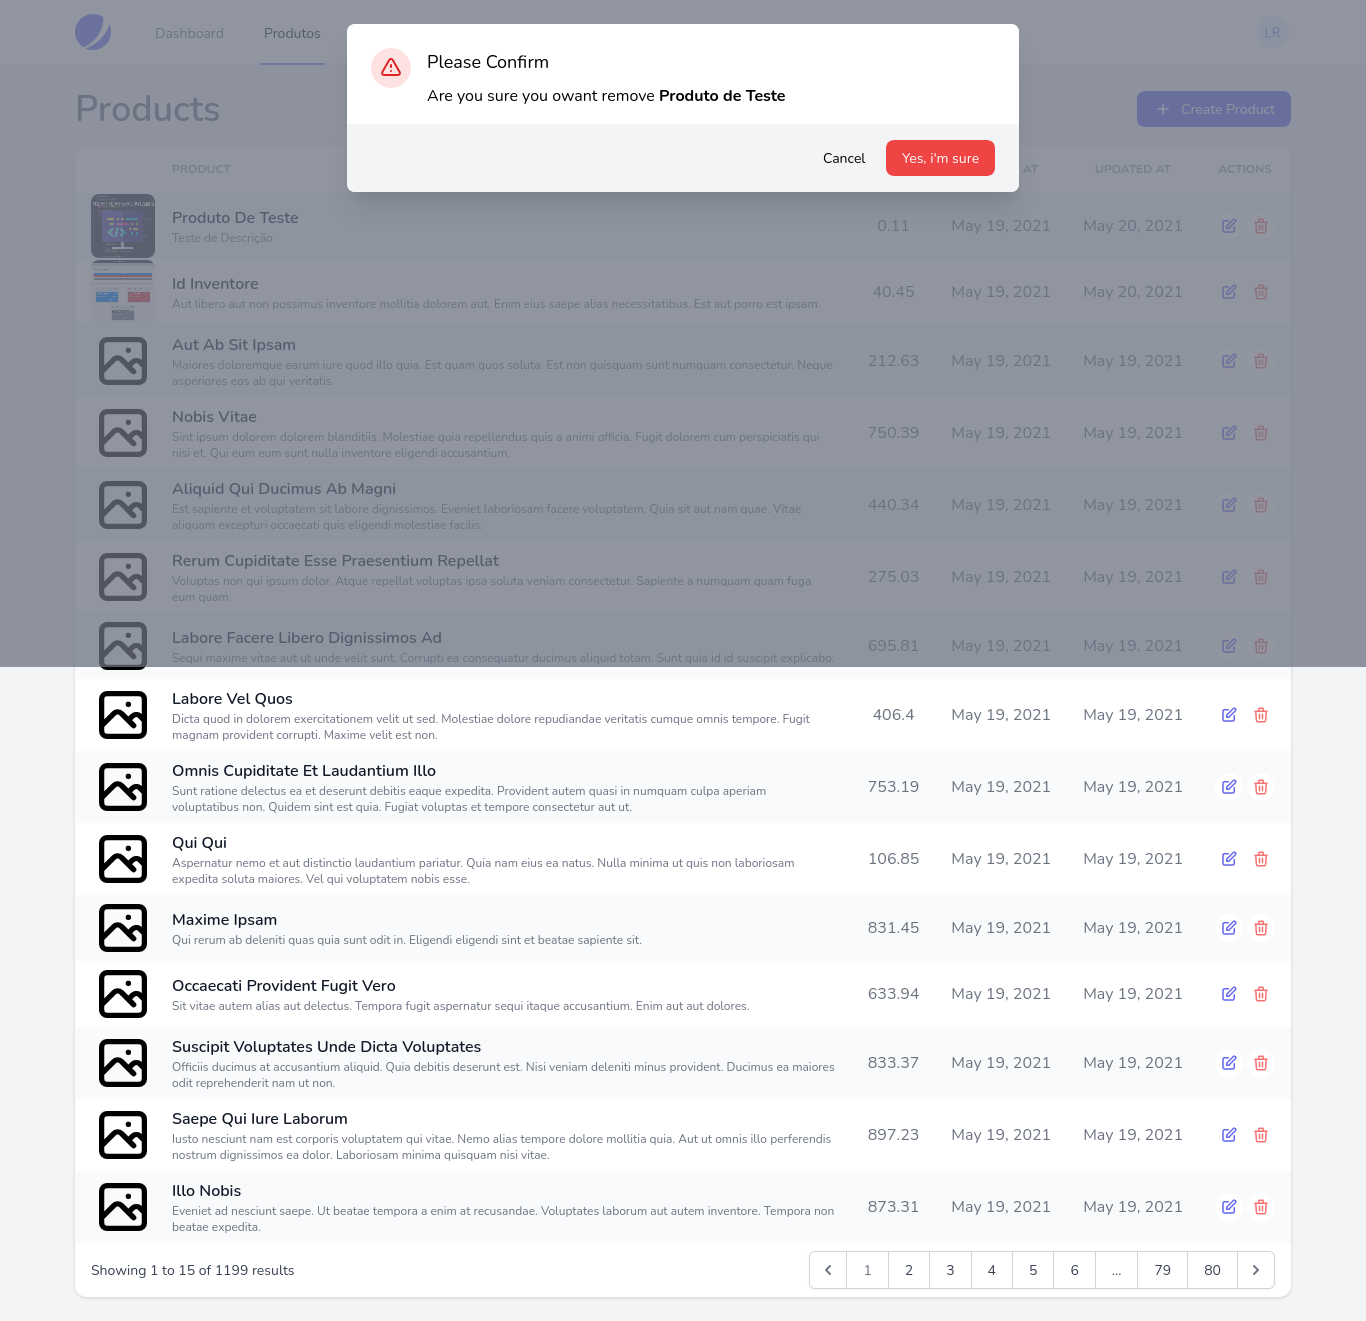 Dashboard
Produtos
LR
Please Confirm
Are you sure you owant remove Produto de Teste
Cancel
Yes, i'm sure
Products
Create Product
PRODUCT
AT
UPDATED AT
ACTIONS
Produto De Teste
Teste de Descrição
0.11
May 19, 2021
May 20, 2021
Id Inventore
Aut libero aut non possimus inventore mollitia dolorem aut. Enim eius saepe alias necessitatibus. Est aut porro est ipsam.
40.45
May 19, 2021
May 20, 2021
Aut Ab Sit Ipsam
Maiores doloremque earum iure quod illo quia. Est quam quos soluta. Est non quisquam sunt numquam consectetur. Neque
asperiores eos ab qui veritatis.
212.63
May 19, 2021
May 19, 2021
Nobis Vitae
Sint ipsum dolorem dolorem blanditiis. Molestiae quia repellendus quis a animi officia. Fugit dolorem cum perspiciatis qui
nisi et. Qui eum eum sunt nulla inventore eligendi accusantium.
750.39
May 19, 2021
May 19, 2021
Aliquid Qui Ducimus Ab Magni
Est sapiente et voluptatem sit labore dignissimos. Eveniet laboriosam facere voluptatem. Quia sit aut nam quae. Vitae
aliquam excepturi occaecati quis eligendi molestiae facilis.
440.34
May 19, 2021
May 19, 2021
Rerum Cupiditate Esse Praesentium Repellat
Voluptas non qui ipsum dolor. Atque repellat voluptas ipsa soluta veniam consectetur. Sapiente a numquam quam fuga
eum quam.
275.03
May 19, 2021
May 19, 2021
Labore Facere Libero Dignissimos Ad
Sequi maxime vitae aut ut unde velit sunt. Corrupti ea consequatur ducimus aliquid totam. Sunt quia id id suscipit explicabo.
695.81
May 19, 2021
May 19, 2021
Labore Vel Quos
Dicta quod in dolorem exercitationem velit ut sed. Molestiae dolore repudiandae veritatis cumque omnis tempore. Fugit
magnam provident corrupti. Maxime velit est non.
406.4
May 19, 2021
May 19, 2021
Omnis Cupiditate Et Laudantium Illo
Sunt ratione delectus ea et deserunt debitis eaque expedita. Provident autem quasi in numquam culpa aperiam
voluptatibus non. Quidem sint est quia. Fugiat voluptas et tempore consectetur aut ut.
753.19
May 19, 2021
May 19, 2021
Qui Qui
Aspernatur nemo et aut distinctio laudantium pariatur. Quia nam eius ea natus. Nulla minima ut quis non laboriosam
expedita soluta maiores. Vel qui voluptatem nobis esse.
106.85
May 19, 2021
May 19, 2021
Maxime Ipsam
Qui rerum ab deleniti quas quia sunt odit in. Eligendi eligendi sint et beatae sapiente sit.
831.45
May 19, 2021
May 19, 2021
Occaecati Provident Fugit Vero
Sit vitae autem alias aut delectus. Tempora fugit aspernatur sequi itaque accusantium. Enim aut aut dolores.
633.94
May 19, 2021
May 19, 2021
Suscipit Voluptates Unde Dicta Voluptates
Officiis ducimus at accusantium aliquid. Quia debitis deserunt est. Nisi veniam deleniti minus provident. Ducimus ea maiores
odit reprehenderit nam ut non.
833.37
May 19, 2021
May 19, 2021
Saepe Qui Iure Laborum
Iusto nesciunt nam est corporis voluptatem qui vitae. Nemo alias tempore dolore mollitia quia. Aut ut omnis illo perferendis
nostrum dignissimos ea dolor. Laboriosam minima quisquam nisi vitae.
897.23
May 19, 2021
May 19, 2021
Illo Nobis
Eveniet ad nesciunt saepe. Ut beatae tempora a enim at recusandae. Voluptates laborum aut autem inventore. Tempora non
beatae expedita.
873.31
May 19, 2021
May 19, 2021
Showing 1 to 15 of 1199 results
1 2 3 4 5 6 ... 79 80